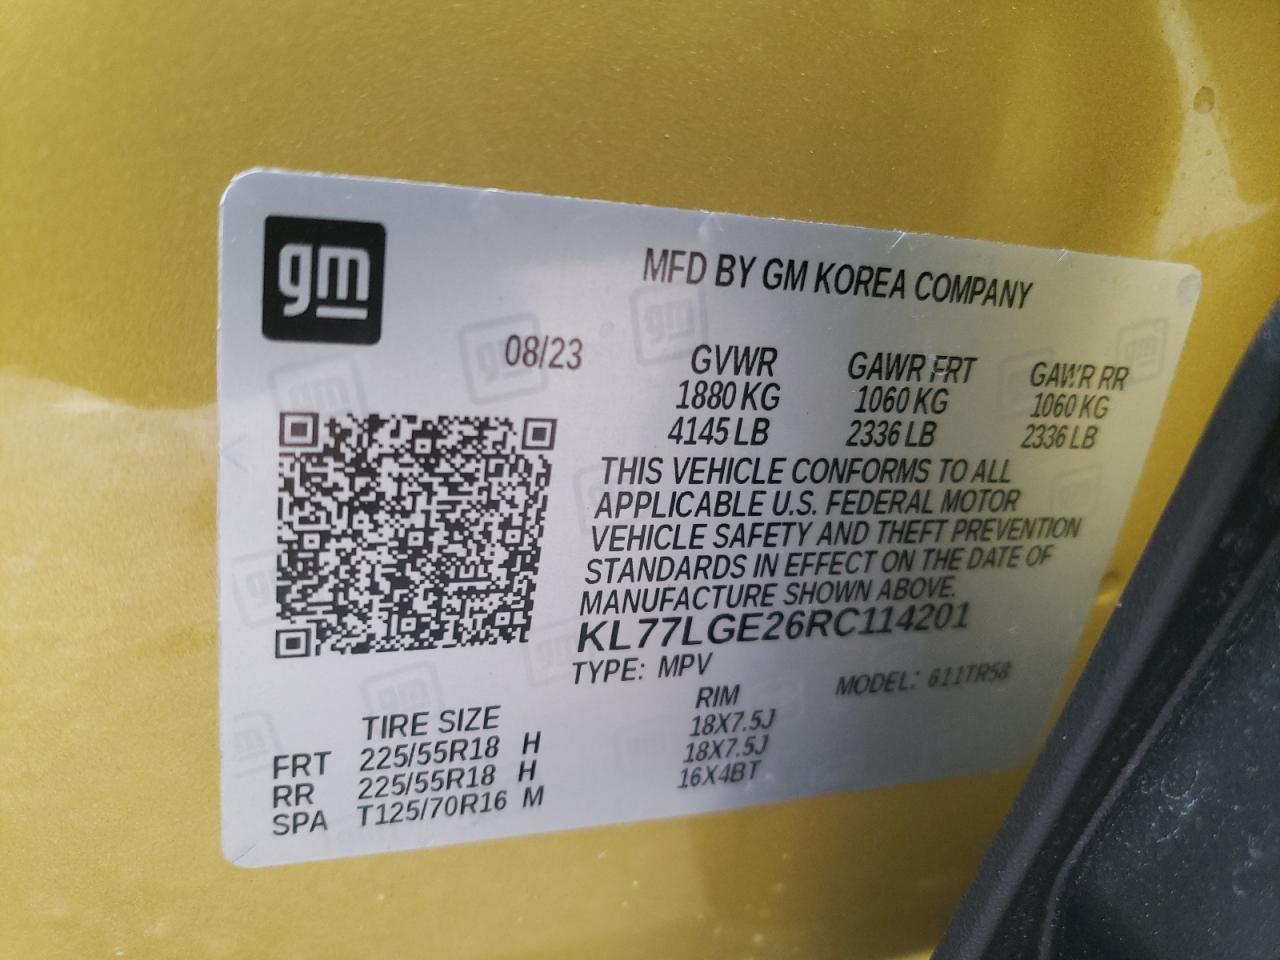 gm
MFD BY GM KOREA COMPANY
08/23
GVWR GAWR FRT GAWR RR
1880 KG 1060 KG 1060 KG
4145 LB 2336 LB 2336 LB
THIS VEHICLE CONFORMS TO ALL
APPLICABLE U.S. FEDERAL MOTOR
VEHICLE SAFETY AND THEFT PREVENTION
STANDARDS IN EFFECT ON THE DATE OF
MANUFACTURE SHOWN ABOVE.
KL77LGE26RC114201
TYPE: MPV MODEL: 611TR58
TIRE SIZE RIM
FRT 225/55R18 H 18X7.5J
RR 225/55R18 H 18X7.5J
SPA T125/70R16 M 16X4BT